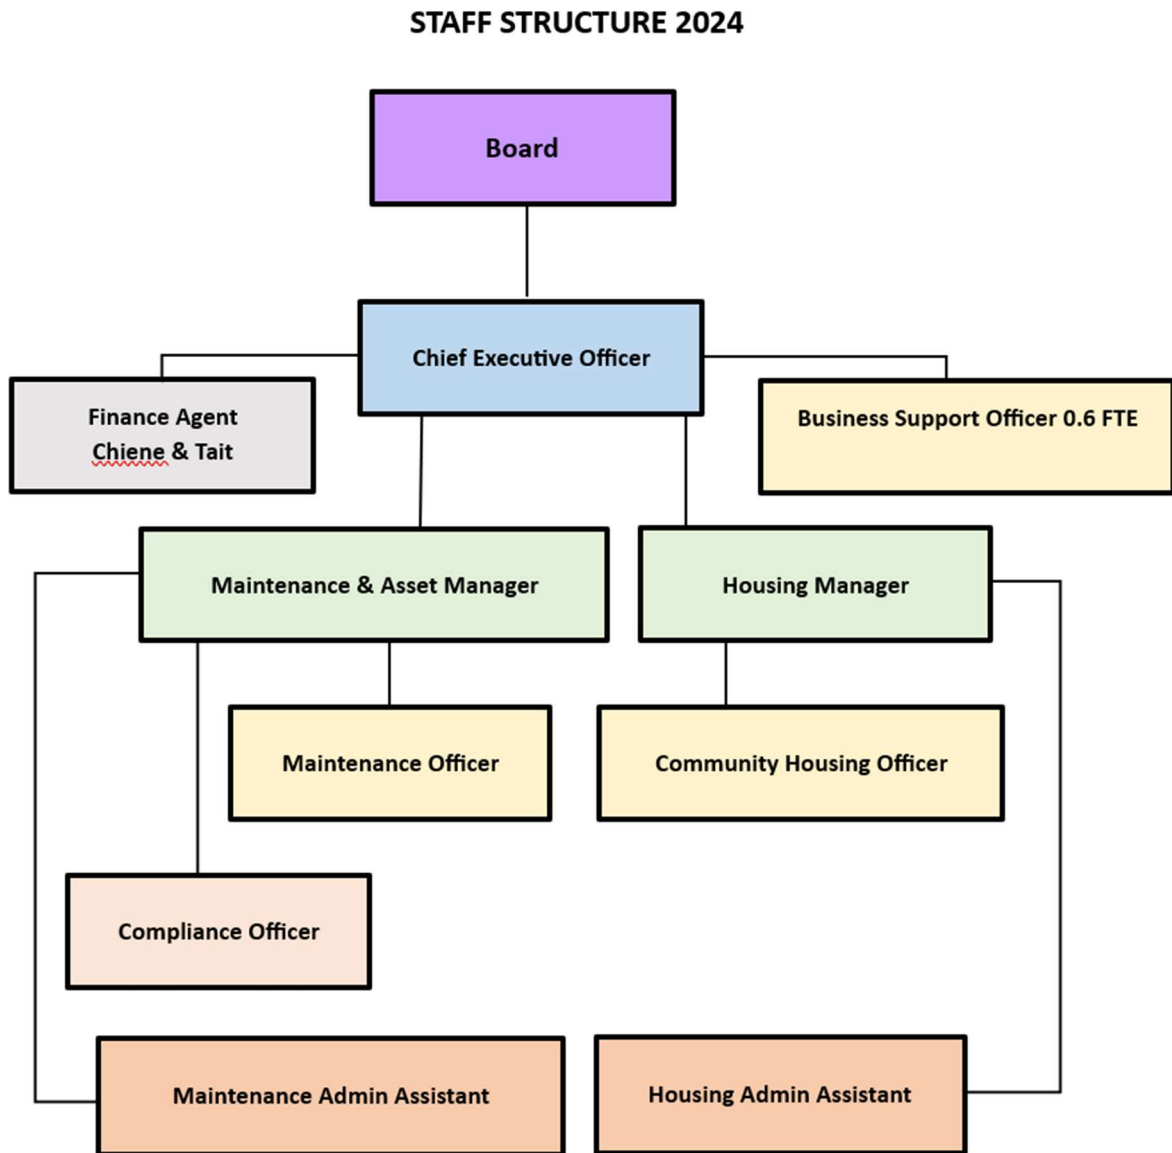 STAFF STRUCTURE 2024
Board
Chief Executive Officer
Finance Agent
Chiene & Tait
Business Support Officer 0.6 FTE
Maintenance & Asset Manager
Housing Manager
Maintenance Officer
Community Housing Officer
Compliance Officer
Maintenance Admin Assistant
Housing Admin Assistant